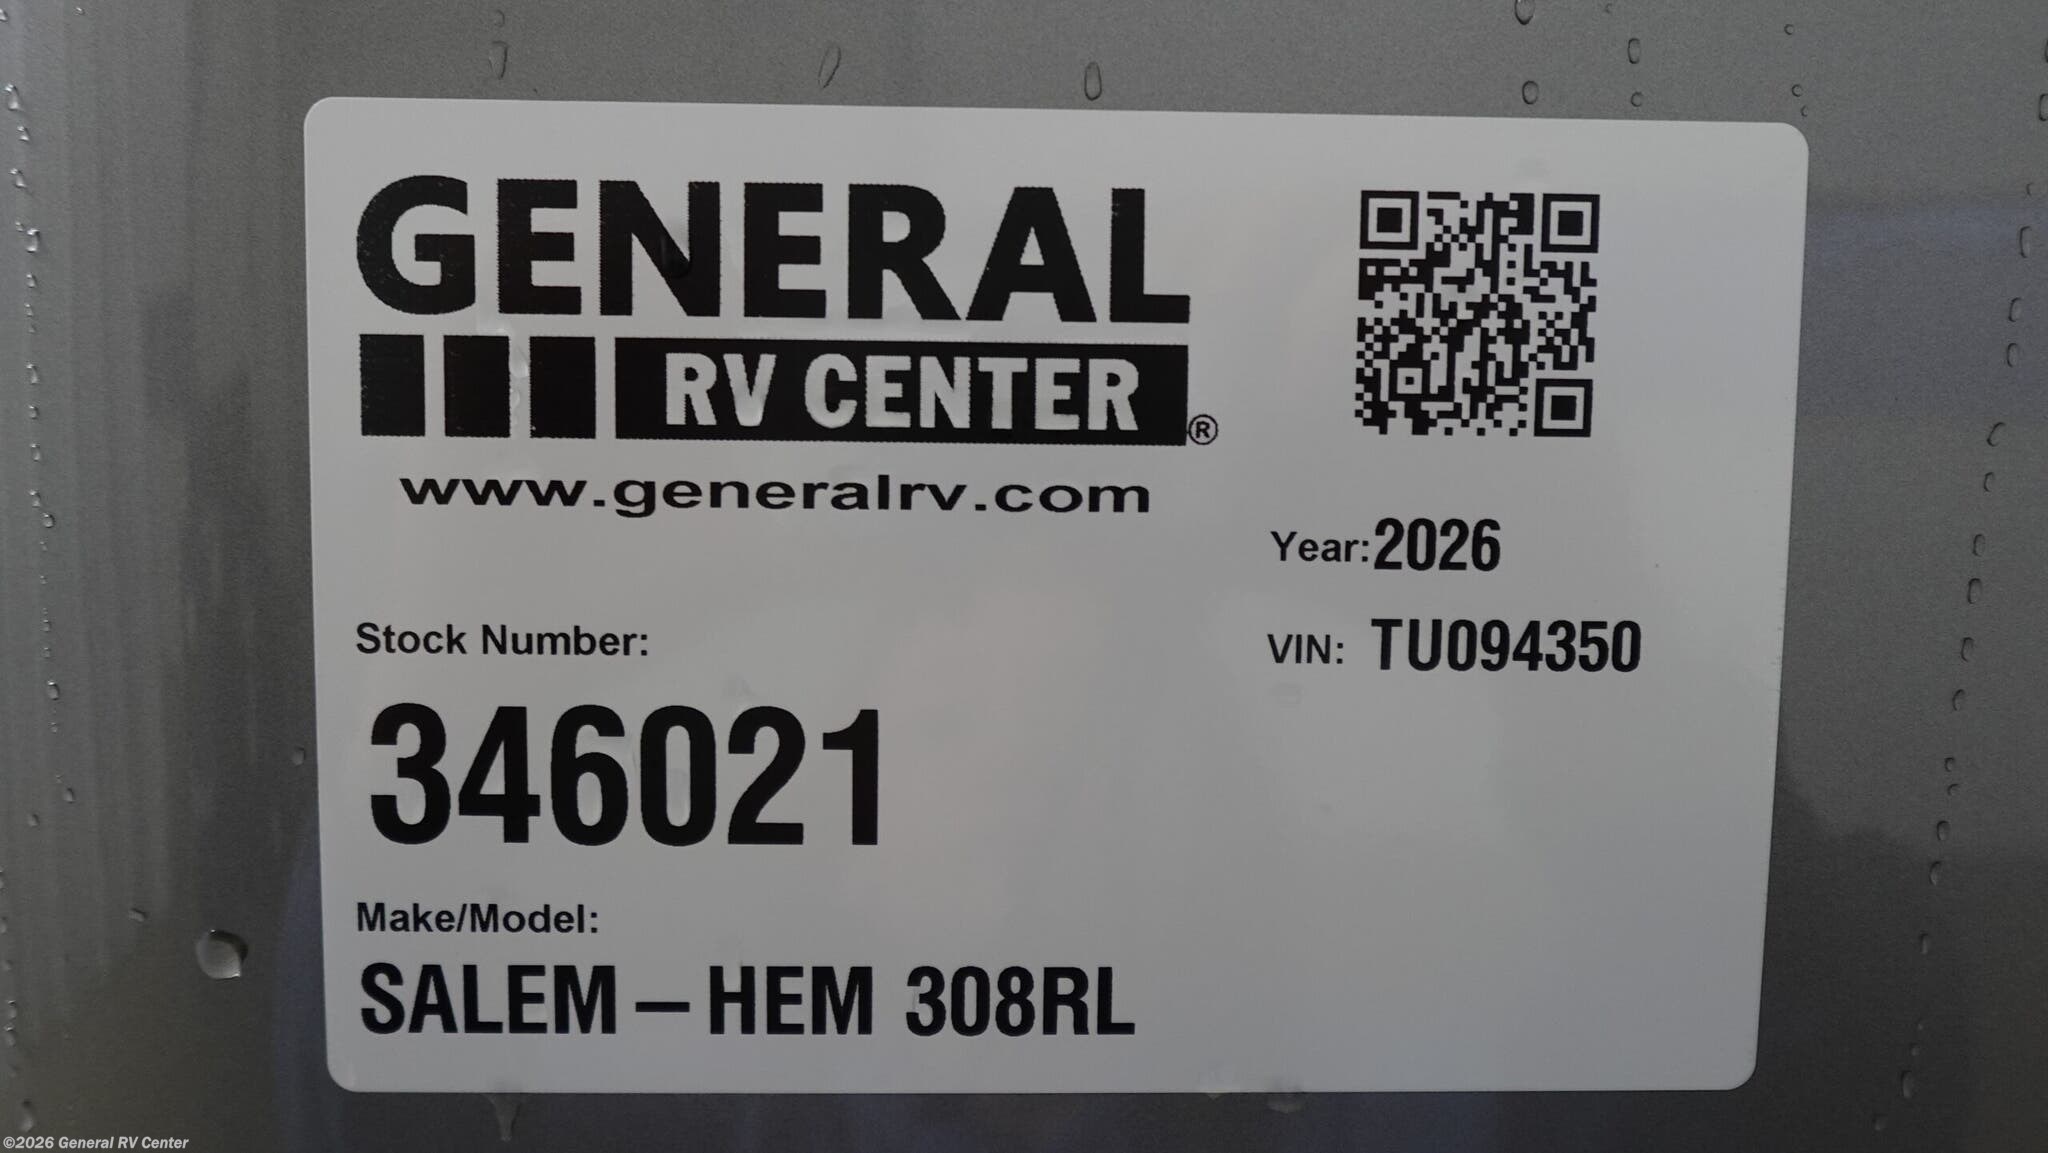 GENERAL
RV CENTER®
www.generalrv.com
Year: 2026
Stock Number:
VIN: TU094350
346021
Make/Model:
SALEM – HEM 308RL
©2026 General RV Center